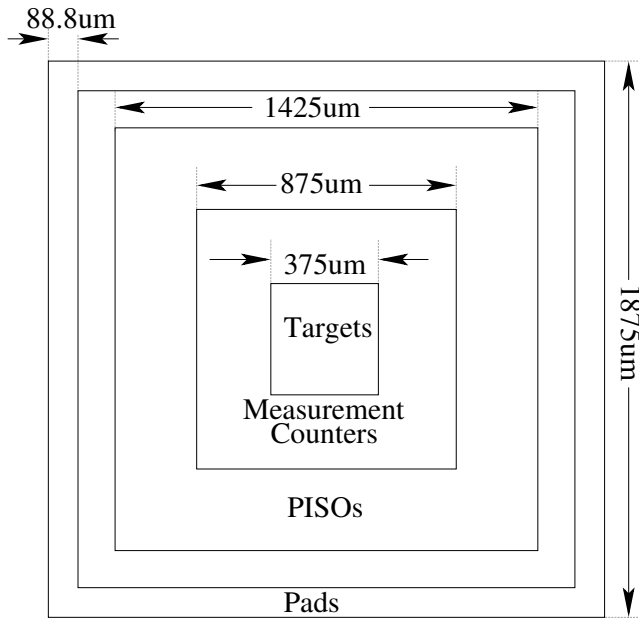 88.8um
1425um
875um
375um
Targets
1875um
Measurement
Counters
PISOs
Pads